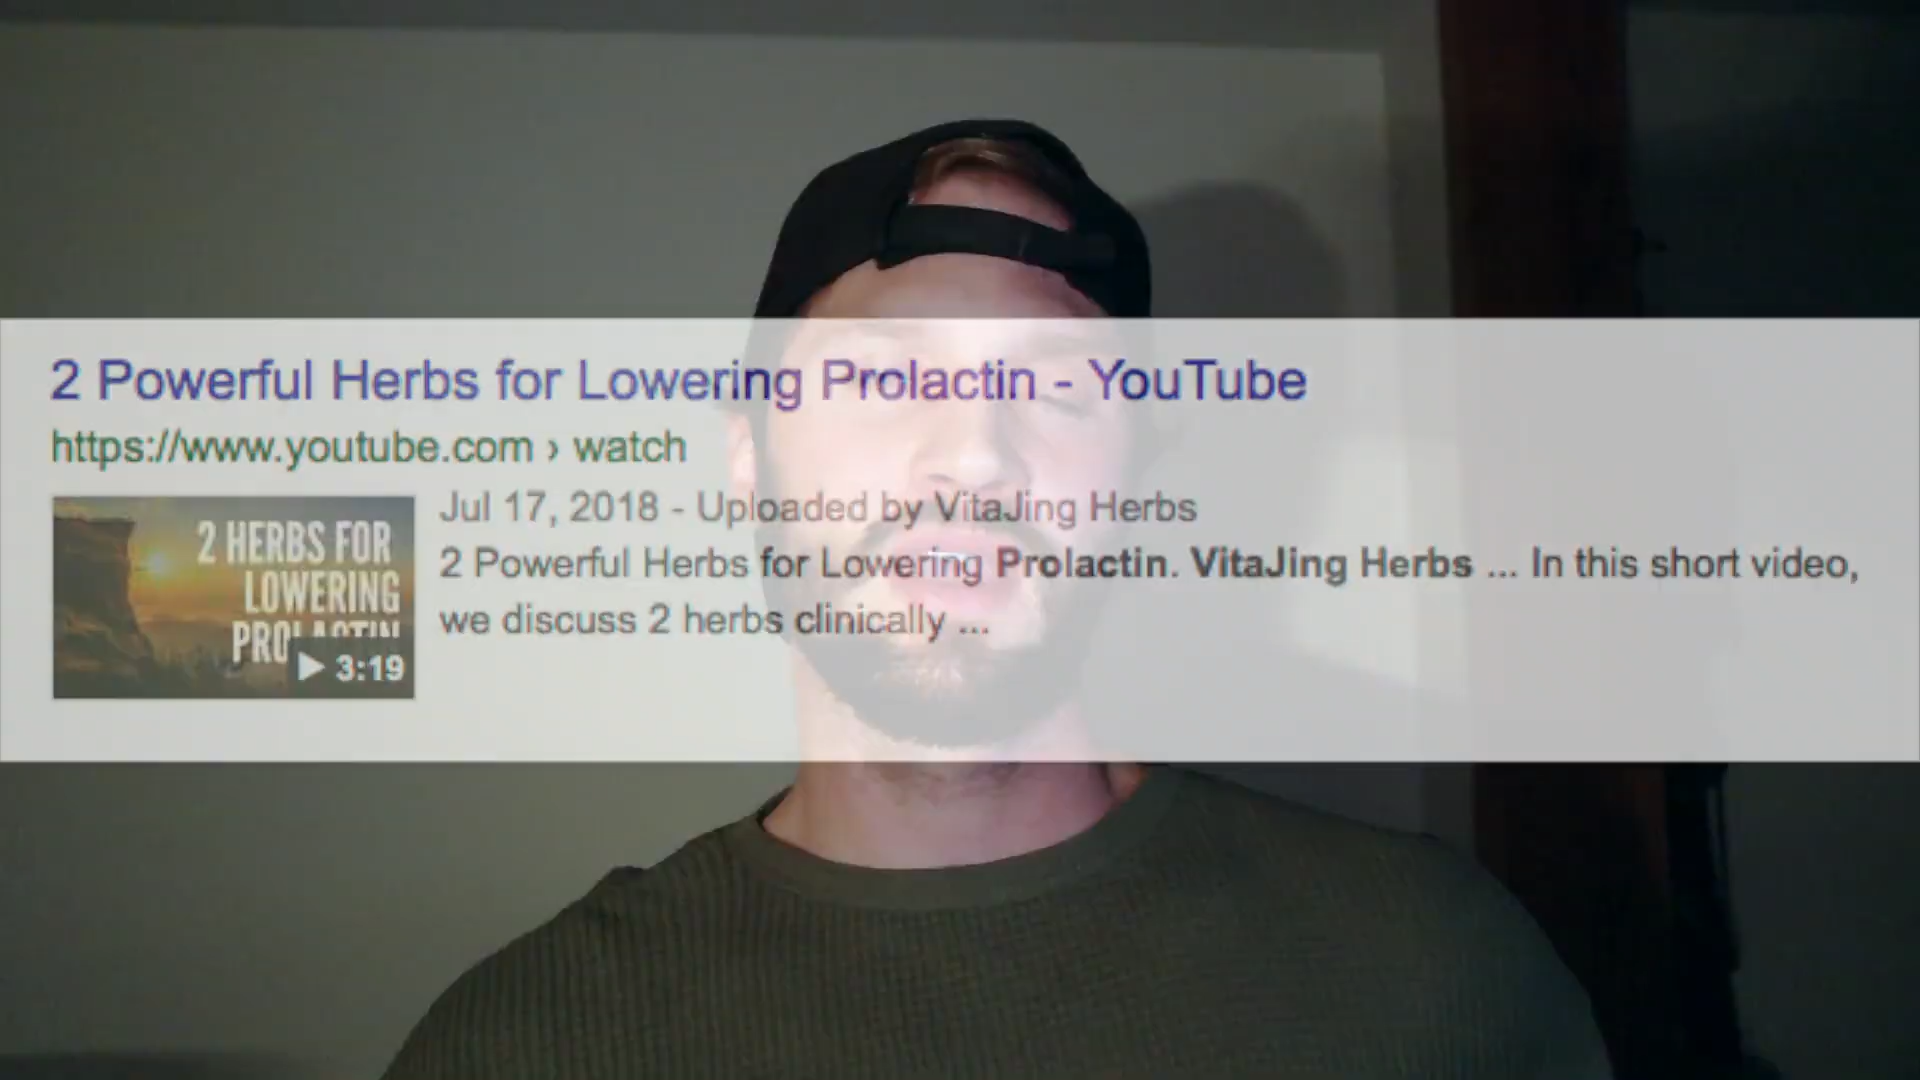 2 Powerful Herbs for Lowering Prolactin - YouTube
https://www.youtube.com › watch
2 HERBS FOR
LOWERING
PROLACTIN
3:19
Jul 17, 2018 - Uploaded by VitaJing Herbs
2 Powerful Herbs for Lowering Prolactin. VitaJing Herbs ... In this short video,
we discuss 2 herbs clinically ...